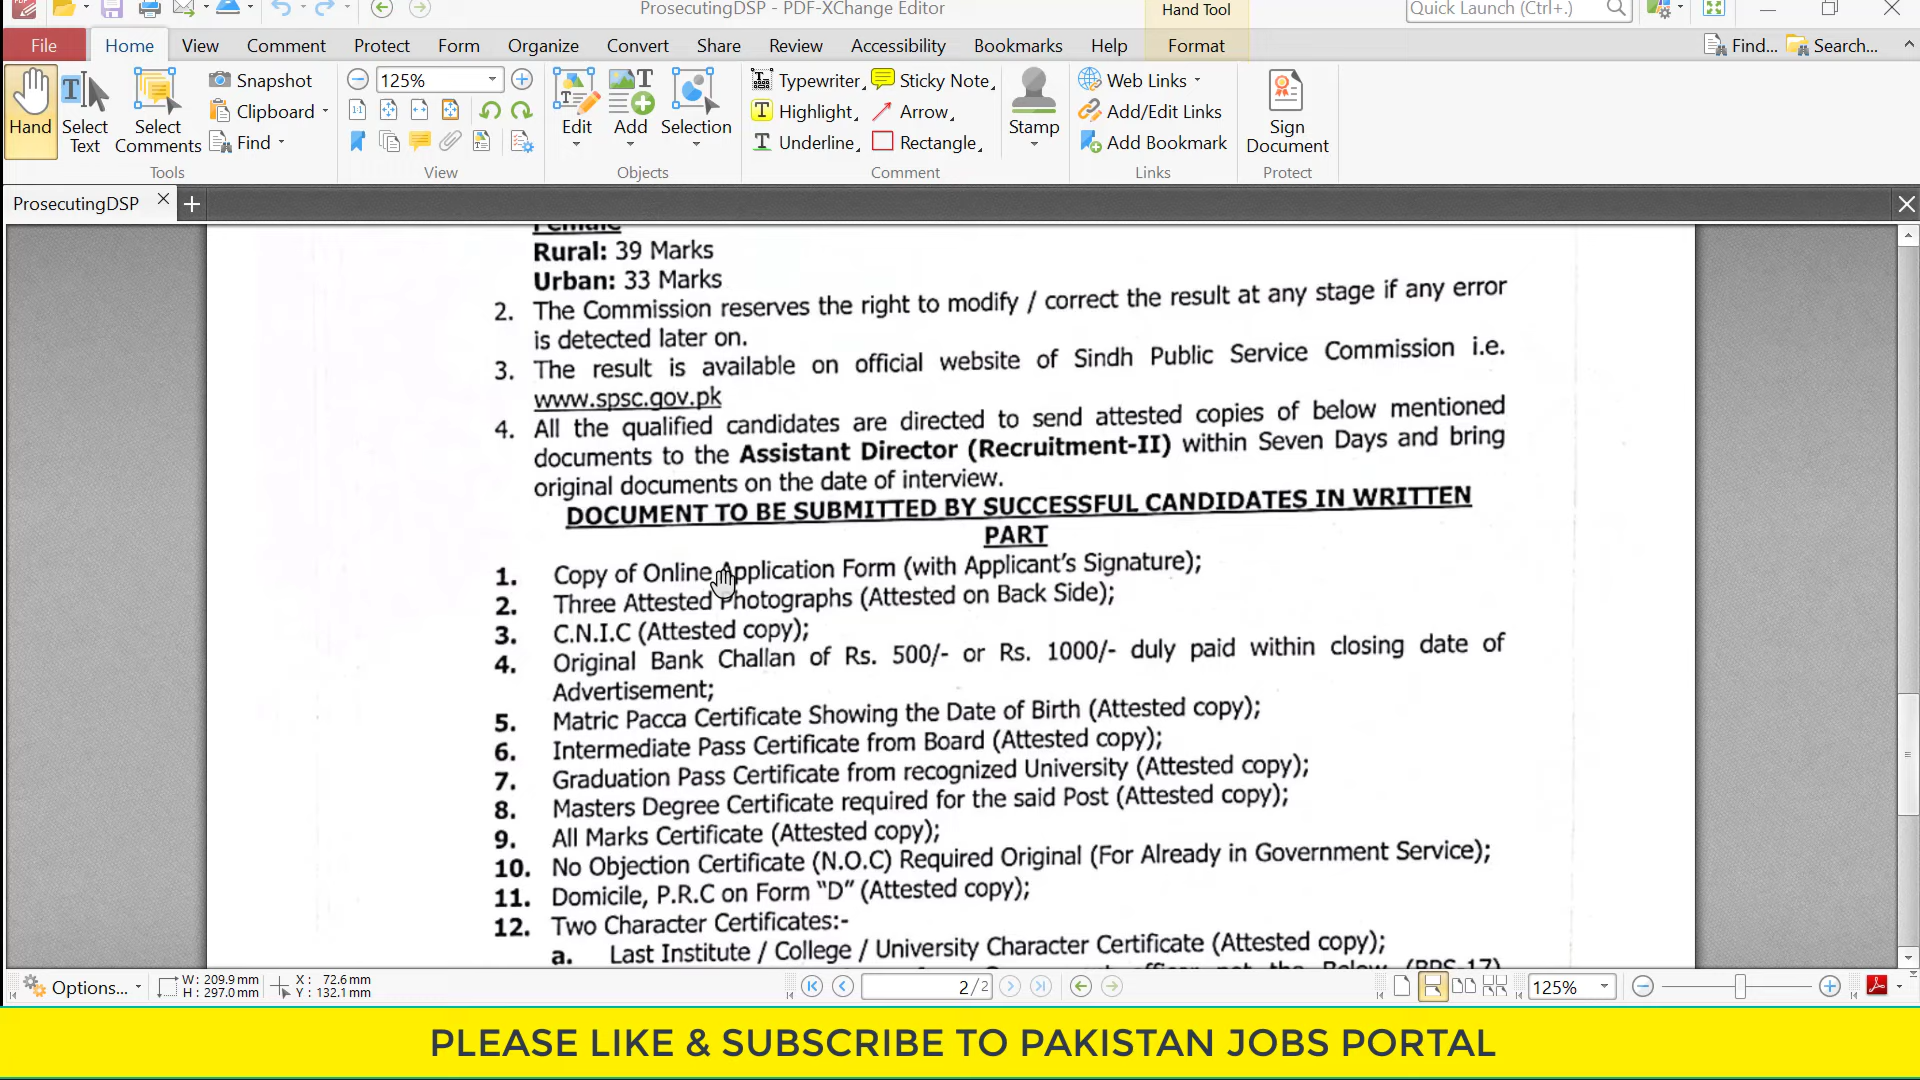 ProsecutingDSP - PDF-XChange Editor
Hand Tool
Quick Launch (Ctrl+.)
File Home View Comment Protect Form Organize Convert Share Review Accessibility Bookmarks Help Format Find... Search...
Hand
Select Text
Select Comments
Snapshot
Clipboard
Find
Tools
125%
View
Edit
Add
Selection
Objects
Typewriter
Highlight
Underline
Sticky Note
Arrow
Rectangle
Stamp
Comment
Web Links
Add/Edit Links
Add Bookmark
Links
Sign Document
Protect
ProsecutingDSP
Female
Rural: 39 Marks
Urban: 33 Marks
2. The Commission reserves the right to modify / correct the result at any stage if any error
is detected later on.
3. The result is available on official website of Sindh Public Service Commission i.e.
www.spsc.gov.pk
4. All the qualified candidates are directed to send attested copies of below mentioned
documents to the Assistant Director (Recruitment-II) within Seven Days and bring
original documents on the date of interview.
DOCUMENT TO BE SUBMITTED BY SUCCESSFUL CANDIDATES IN WRITTEN
PART
1. Copy of Online Application Form (with Applicant's Signature);
2. Three Attested Photographs (Attested on Back Side);
3. C.N.I.C (Attested copy);
4. Original Bank Challan of Rs. 500/- or Rs. 1000/- duly paid within closing date of
Advertisement;
5. Matric Pacca Certificate Showing the Date of Birth (Attested copy);
6. Intermediate Pass Certificate from Board (Attested copy);
7. Graduation Pass Certificate from recognized University (Attested copy);
8. Masters Degree Certificate required for the said Post (Attested copy);
9. All Marks Certificate (Attested copy);
10. No Objection Certificate (N.O.C) Required Original (For Already in Government Service);
11. Domicile, P.R.C on Form "D" (Attested copy);
12. Two Character Certificates:-
a. Last Institute / College / University Character Certificate (Attested copy);
Options...
W: 209.9 mm
H: 297.0 mm
X: 72.6 mm
Y: 132.1 mm
2 / 2
125%
PLEASE LIKE & SUBSCRIBE TO PAKISTAN JOBS PORTAL